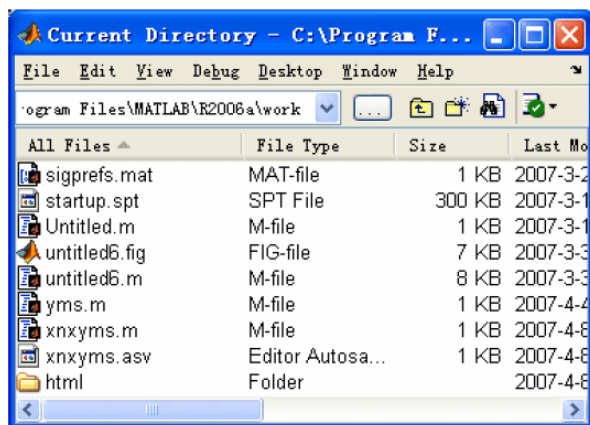 Current Directory - C:\Program F...
File Edit View Debug Desktop Window Help
ogram Files\MATLAB\R2006a\work ...
All Files File Type Size Last Mo
sigprefs.mat MAT-file 1 KB 2007-3-2
startup.spt SPT File 300 KB 2007-3-1
Untitled.m M-file 1 KB 2007-3-1
untitled6.fig FIG-file 7 KB 2007-3-3
untitled6.m M-file 8 KB 2007-3-3
yms.m M-file 1 KB 2007-4-4
xnxyms.m M-file 1 KB 2007-4-8
xnxyms.asv Editor Autosa... 1 KB 2007-4-8
html Folder 2007-4-8